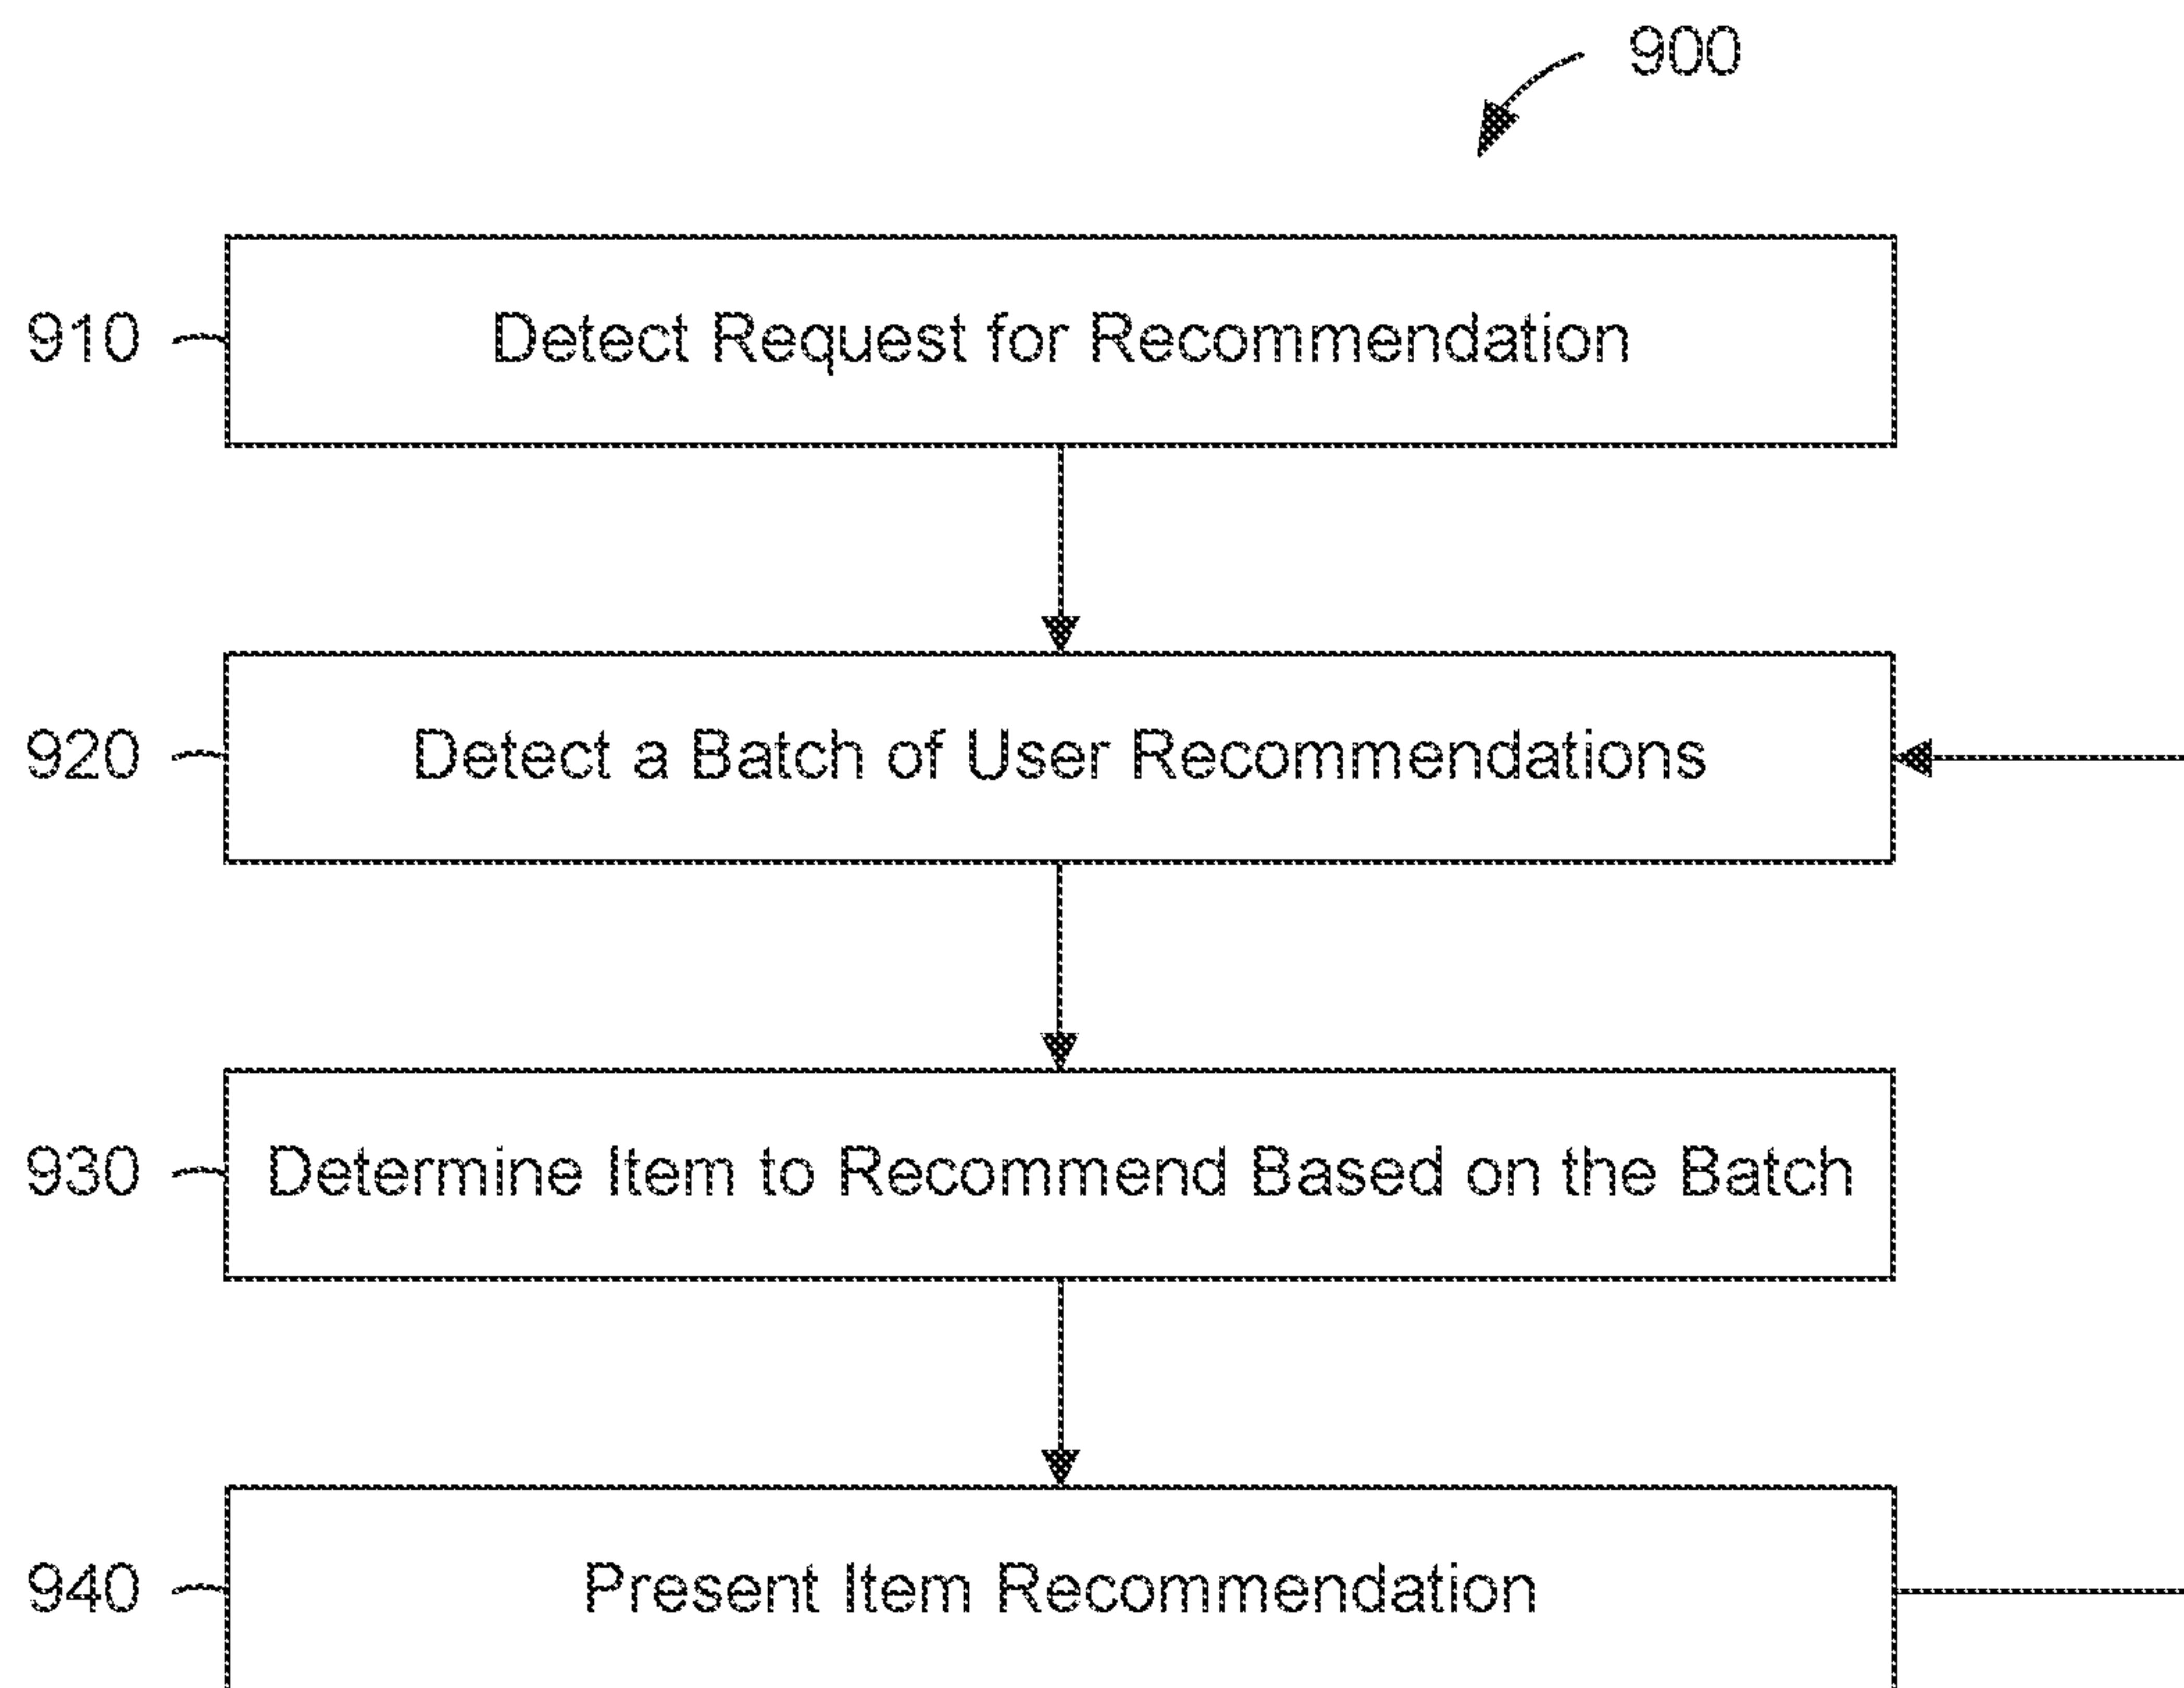 900
910 Detect Request for Recommendation
920 Detect a Batch of User Recommendations
930 Determine Item to Recommend Based on the Batch
940 Present Item Recommendation